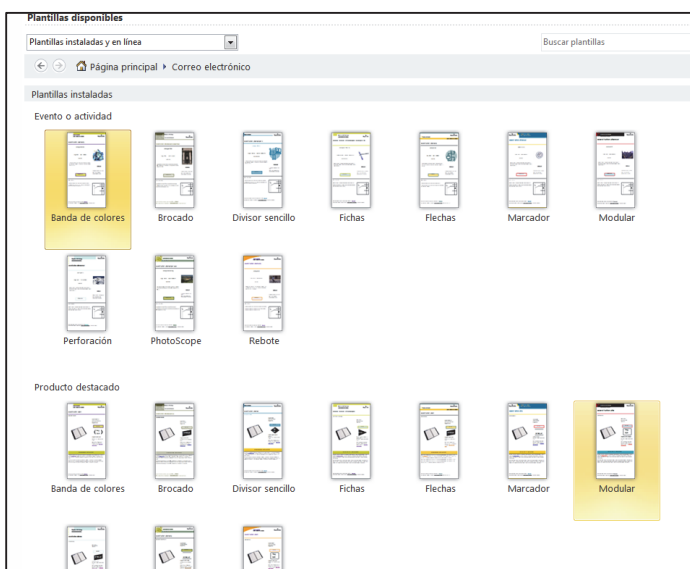 Plantillas disponibles
Plantillas instaladas y en línea
Buscar plantillas
Página principal ▸ Correo electrónico
Plantillas instaladas
Evento o actividad
Banda de colores Brocado Divisor sencillo Fichas Flechas Marcador Modular
Perforación PhotoScope Rebote
Producto destacado
Banda de colores Brocado Divisor sencillo Fichas Flechas Marcador Modular